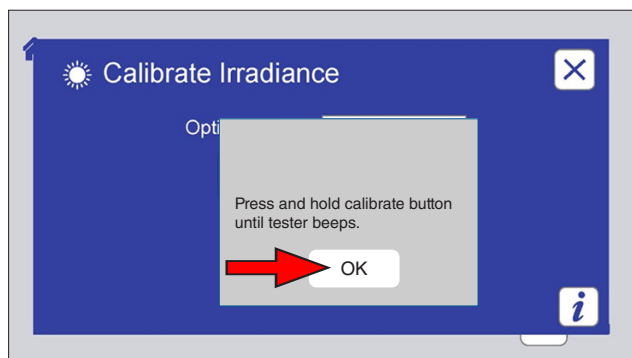 Calibrate Irradiance
Opti
Press and hold calibrate button
until tester beeps.
OK
i